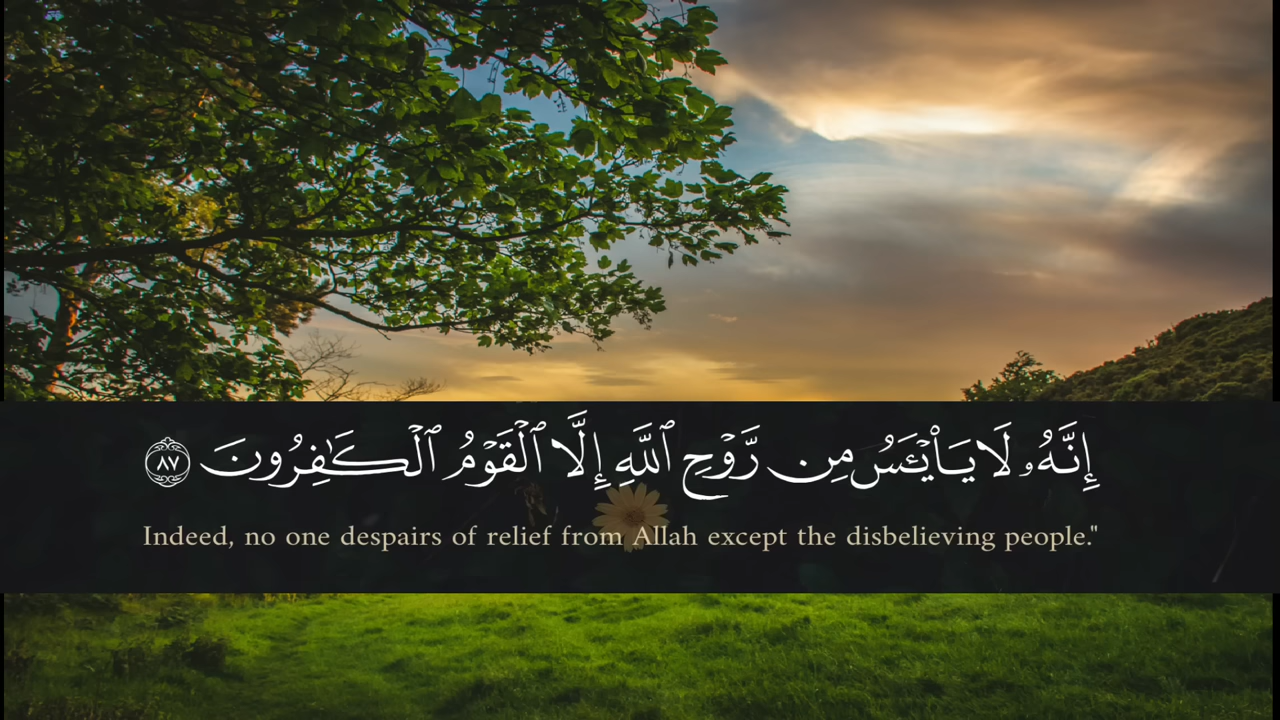 إِنَّهُۥ لَا يَا۟يْـَٔسُ مِن رَّوْحِ ٱللَّهِ إِلَّا ٱلْقَوْمُ ٱلْكَـٰفِرُونَ ٨٧
Indeed, no one despairs of relief from Allah except the disbelieving people."